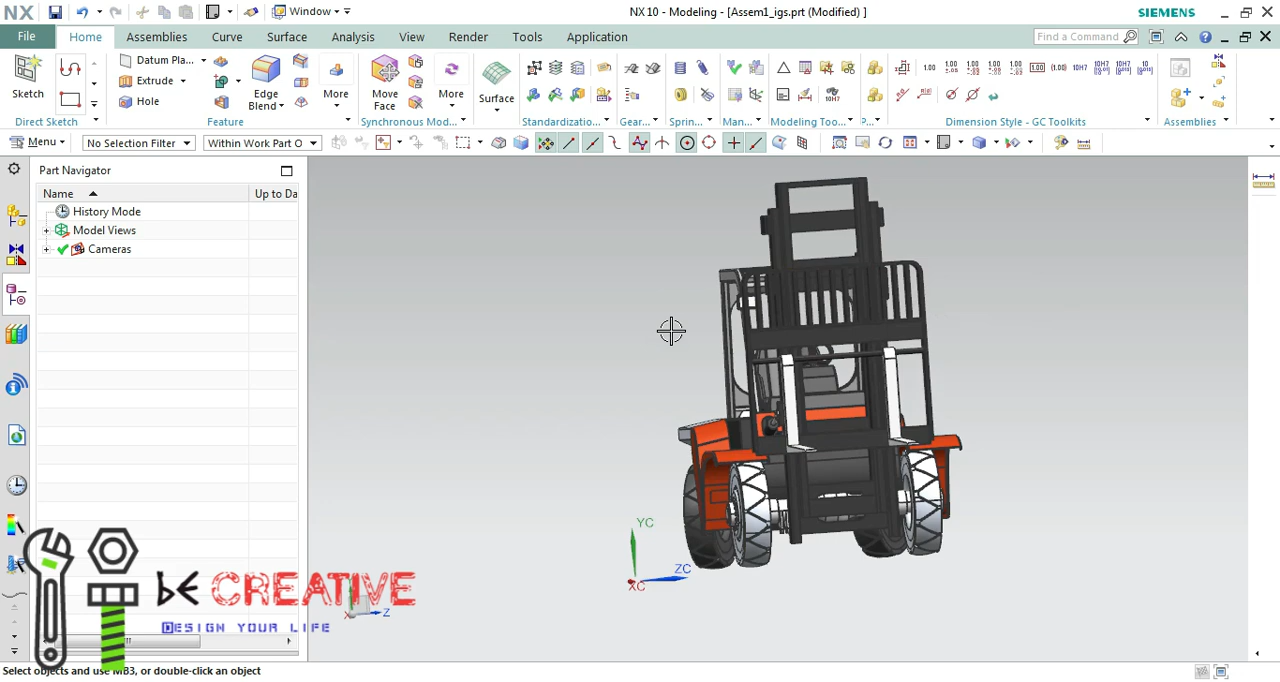 NX Window NX 10 - Modeling - [Assem1_igs.prt (Modified) ] SIEMENS
File Home Assemblies Curve Surface Analysis View Render Tools Application Find a Command
Sketch Datum Pla... Extrude Hole Edge Blend More Move Face More Surface
Direct Sketch Feature Synchronous Mod... Standardization... Gear... Sprin... Man... Modeling Too... P... Dimension Style - GC Toolkits Assemblies
Menu No Selection Filter Within Work Part O
Part Navigator
Name Up to Da
History Mode
Model Views
Cameras
YC
ZC
XC
X Z
bE CREATIVE
DESIGN YOUR LIFE
Select objects and use MB3, or double-click an object